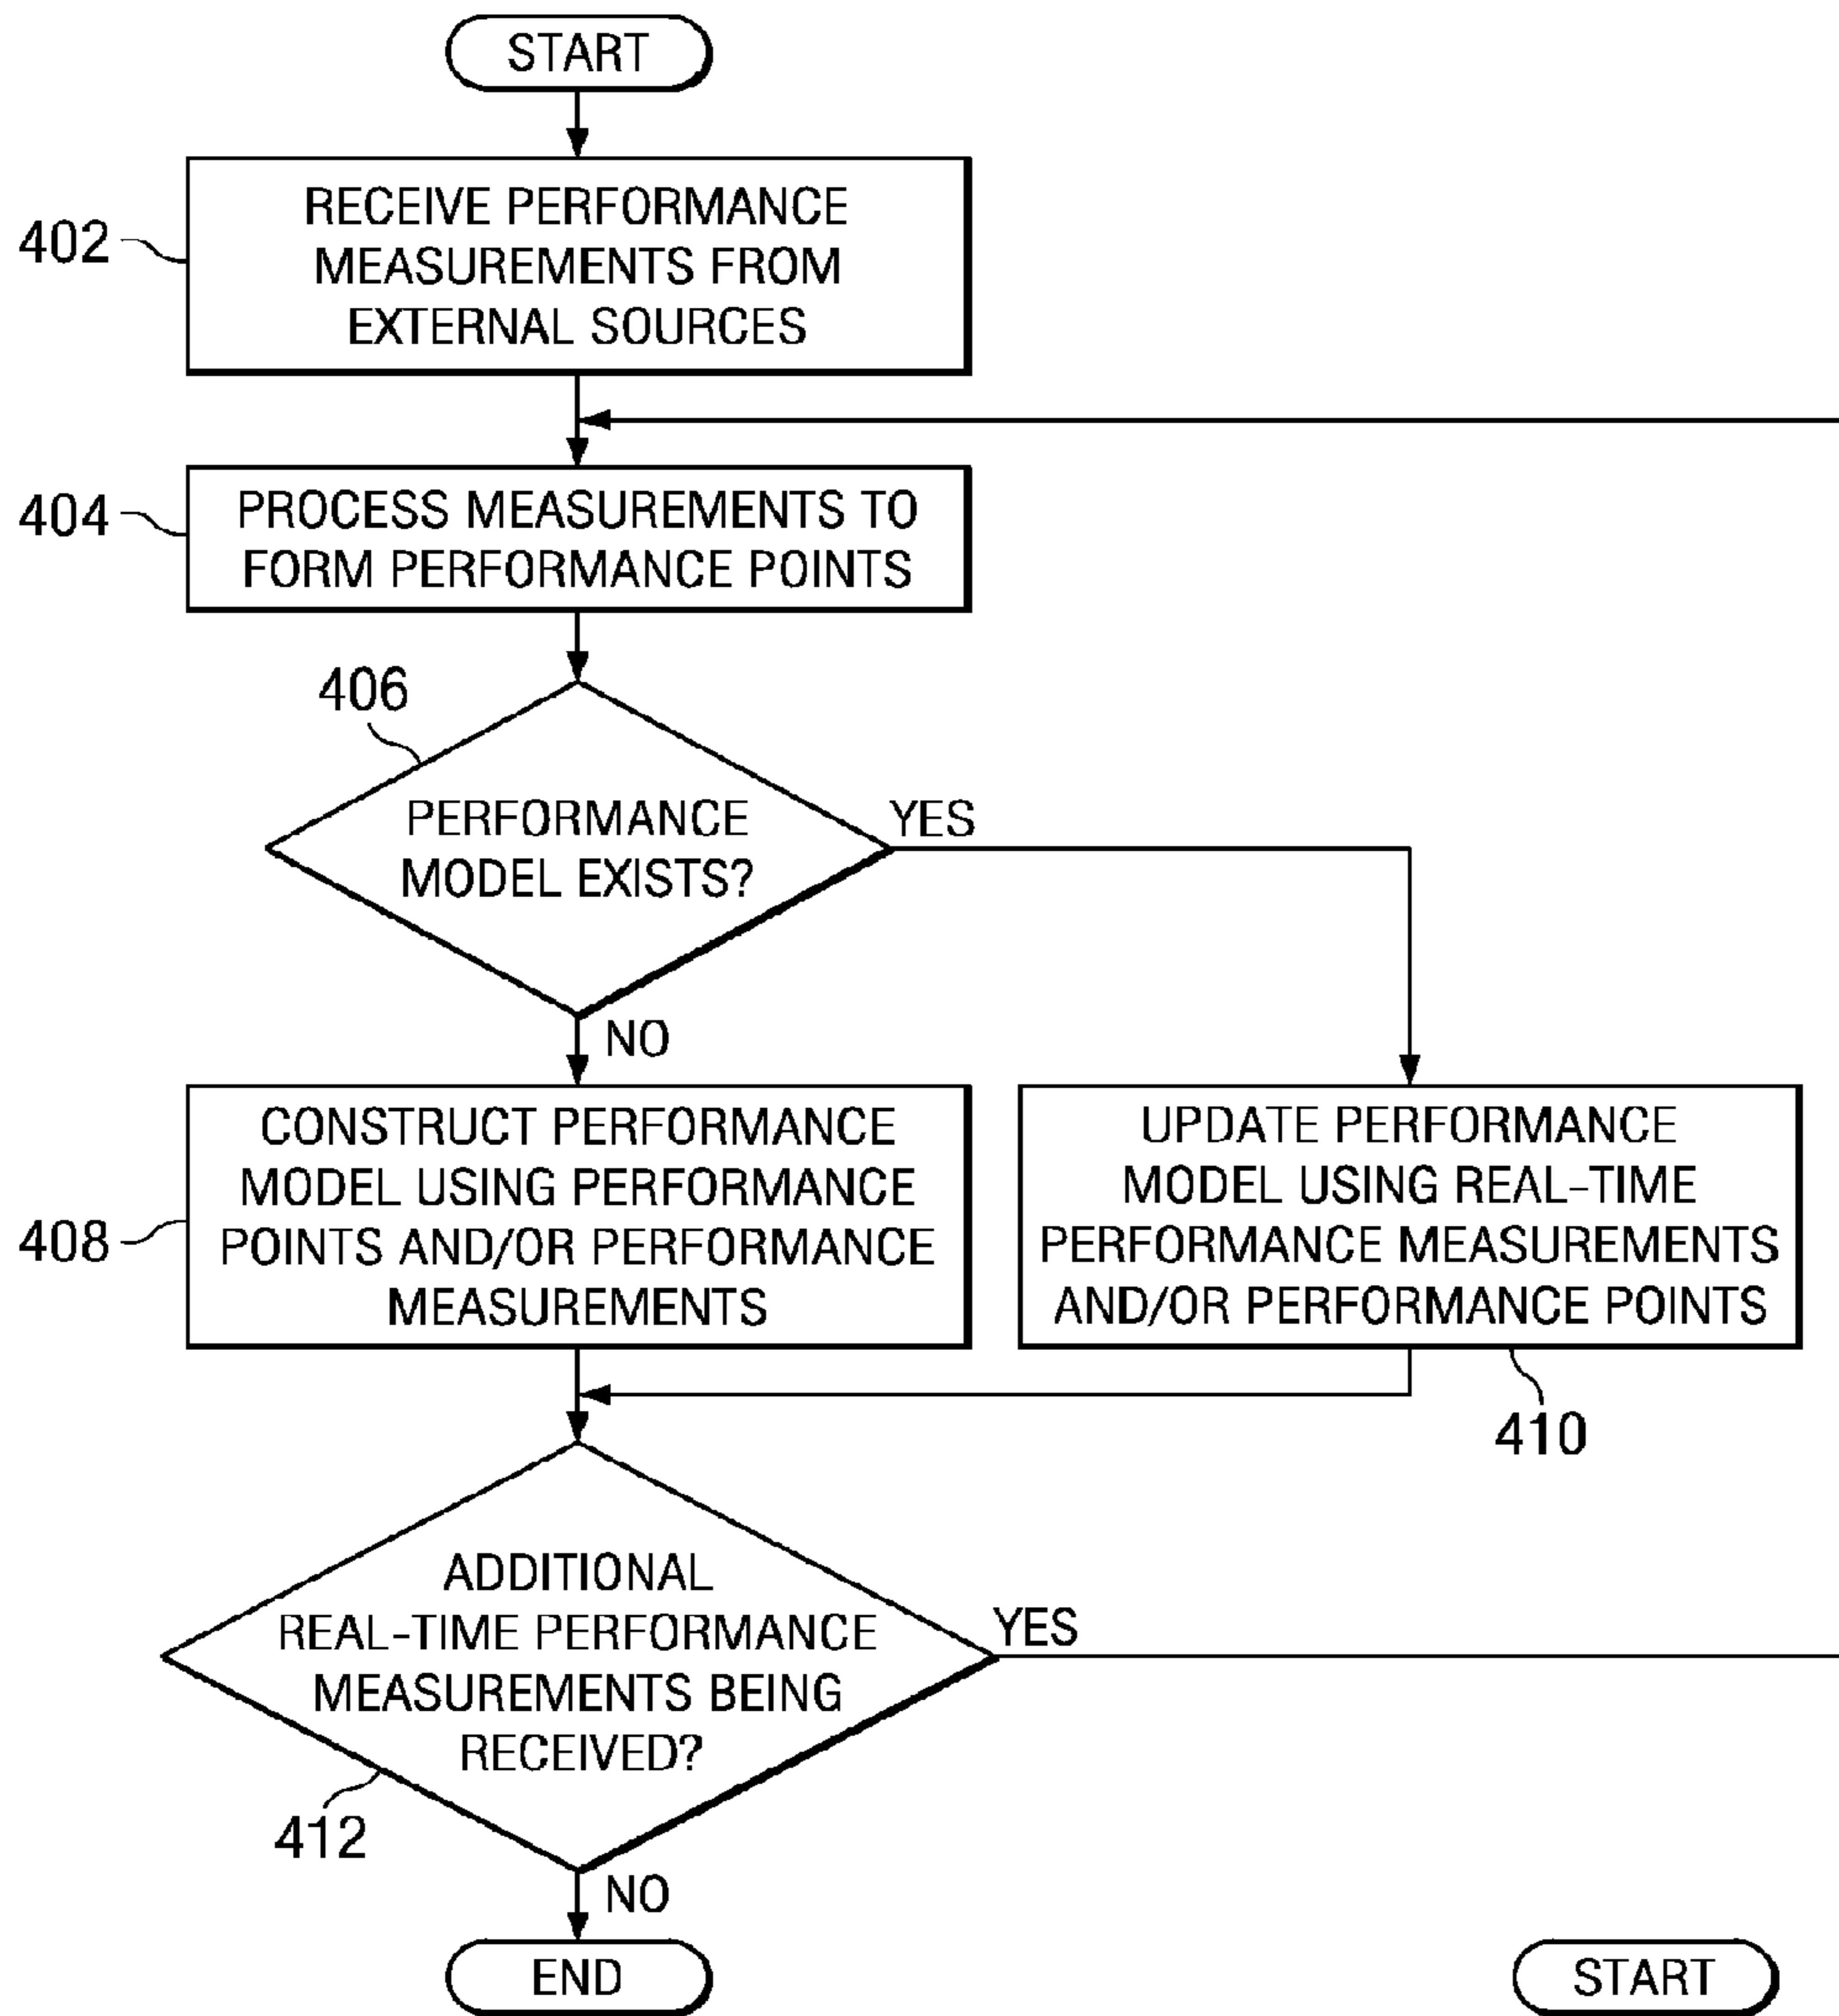 START
402
RECEIVE PERFORMANCE
MEASUREMENTS FROM
EXTERNAL SOURCES
404
PROCESS MEASUREMENTS TO
FORM PERFORMANCE POINTS
406
PERFORMANCE
MODEL EXISTS?
YES
NO
408
CONSTRUCT PERFORMANCE
MODEL USING PERFORMANCE
POINTS AND/OR PERFORMANCE
MEASUREMENTS
UPDATE PERFORMANCE
MODEL USING REAL-TIME
PERFORMANCE MEASUREMENTS
AND/OR PERFORMANCE POINTS
410
ADDITIONAL
REAL-TIME PERFORMANCE
MEASUREMENTS BEING
RECEIVED?
YES
412
NO
END
START